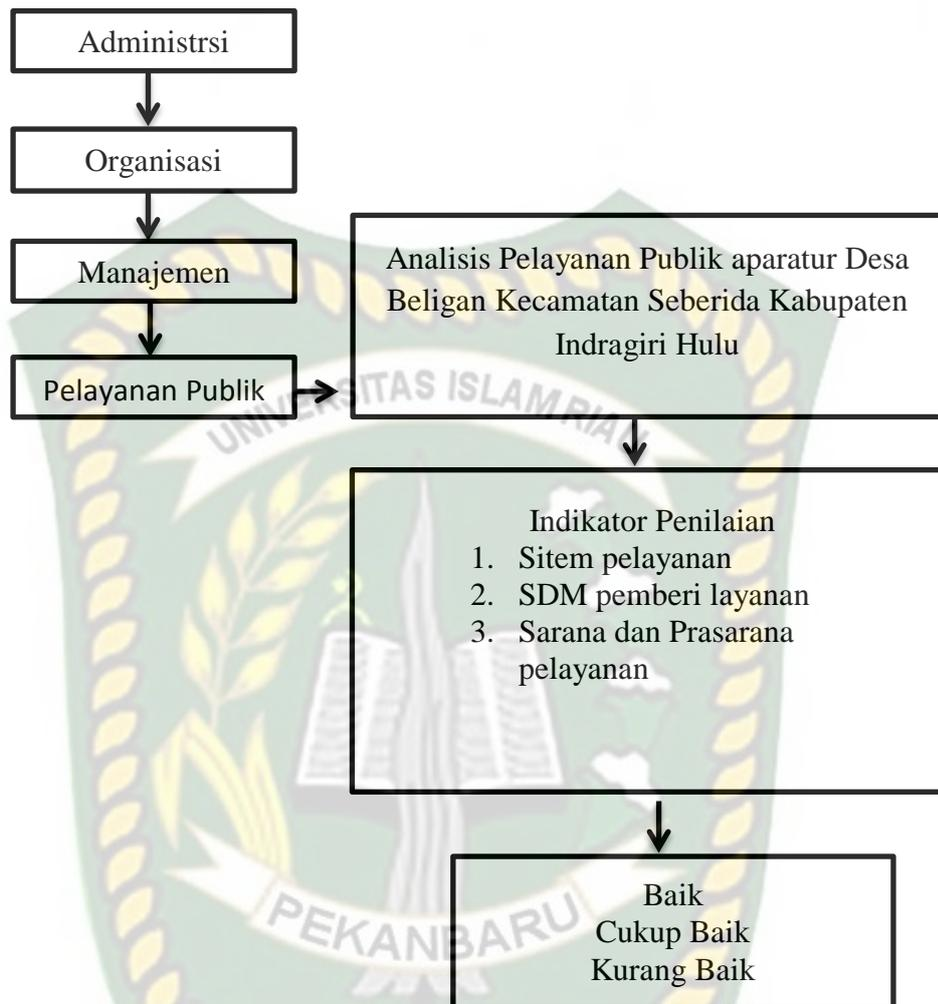 Administrsi
Organisasi
Manajemen
Pelayanan Publik
Analisis Pelayanan Publik aparatur Desa
Beligan Kecamatan Seberida Kabupaten
Indragiri Hulu
UNIVERSITAS ISLAM RIAU
Indikator Penilaian
1. Sitem pelayanan
2. SDM pemberi layanan
3. Sarana dan Prasarana
pelayanan
PEKANBARU
Baik
Cukup Baik
Kurang Baik